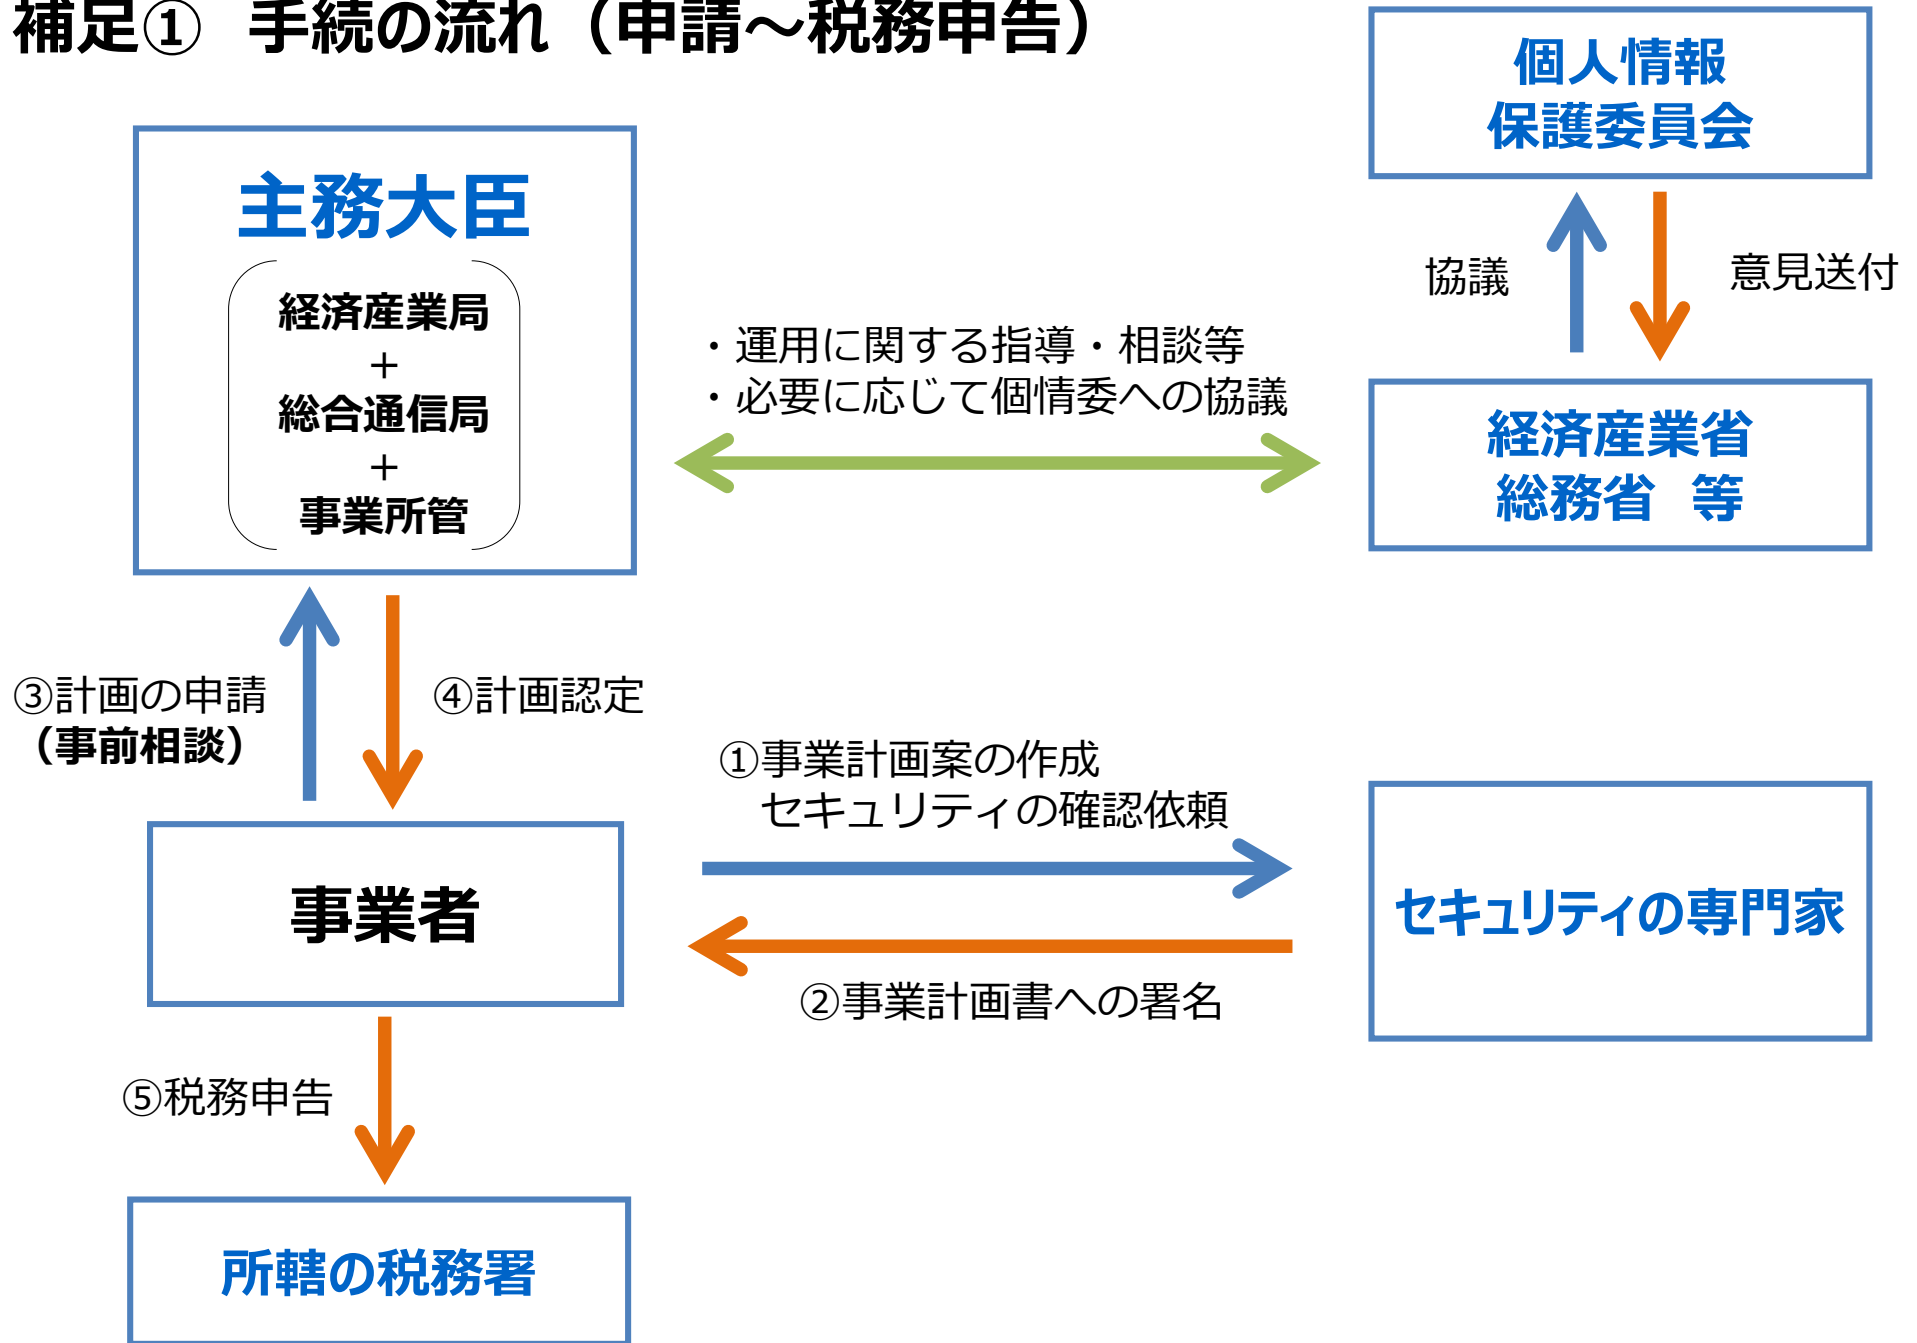 補足① 手続の流れ（申請～税務申告）
個人情報
保護委員会
主務大臣
経済産業局
＋
総合通信局
＋
事業所管
協議
意見送付
・運用に関する指導・相談等
・必要に応じて個情委への協議
経済産業省
総務省 等
③計画の申請
（事前相談）
④計画認定
①事業計画案の作成
セキュリティの確認依頼
事業者
セキュリティの専門家
②事業計画書への署名
⑤税務申告
所轄の税務署